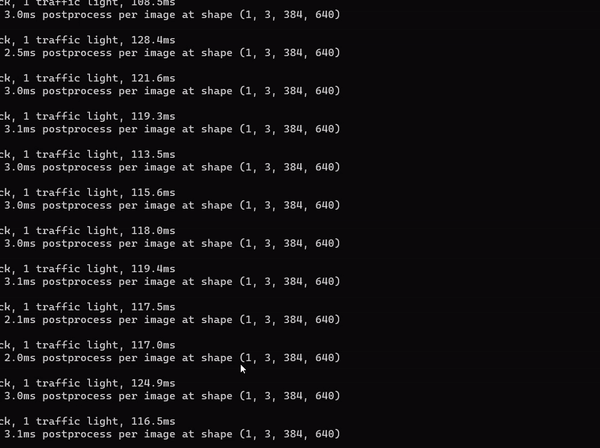 ck, 1 traffic light, 108.5ms
3.0ms postprocess per image at shape (1, 3, 384, 640)
ck, 1 traffic light, 128.4ms
2.5ms postprocess per image at shape (1, 3, 384, 640)
ck, 1 traffic light, 121.6ms
3.0ms postprocess per image at shape (1, 3, 384, 640)
ck, 1 traffic light, 119.3ms
3.1ms postprocess per image at shape (1, 3, 384, 640)
ck, 1 traffic light, 113.5ms
3.0ms postprocess per image at shape (1, 3, 384, 640)
ck, 1 traffic light, 115.6ms
3.0ms postprocess per image at shape (1, 3, 384, 640)
ck, 1 traffic light, 118.0ms
3.0ms postprocess per image at shape (1, 3, 384, 640)
ck, 1 traffic light, 119.4ms
3.1ms postprocess per image at shape (1, 3, 384, 640)
ck, 1 traffic light, 117.5ms
2.1ms postprocess per image at shape (1, 3, 384, 640)
ck, 1 traffic light, 117.0ms
2.0ms postprocess per image at shape (1, 3, 384, 640)
ck, 1 traffic light, 124.9ms
3.0ms postprocess per image at shape (1, 3, 384, 640)
ck, 1 traffic light, 116.5ms
3.1ms postprocess per image at shape (1, 3, 384, 640)